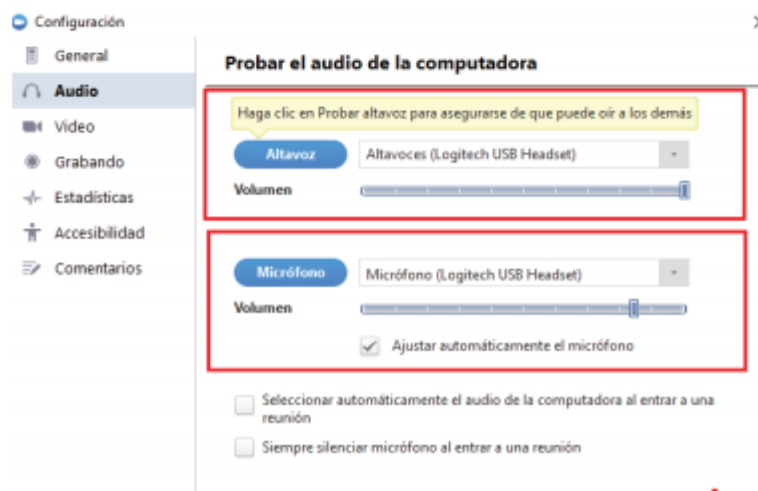 Configuración
General
Audio
Video
Grabando
Estadísticas
Accesibilidad
Comentarios
Probar el audio de la computadora
Haga clic en Probar altavoz para asegurarse de que puede oír a los demás
Altavoz
Altavoces (Logitech USB Headset)
Volumen
Micrófono
Micrófono (Logitech USB Headset)
Volumen
Ajustar automáticamente el micrófono
Seleccionar automáticamente el audio de la computadora al entrar a una
reunión
Siempre silenciar micrófono al entrar a una reunión